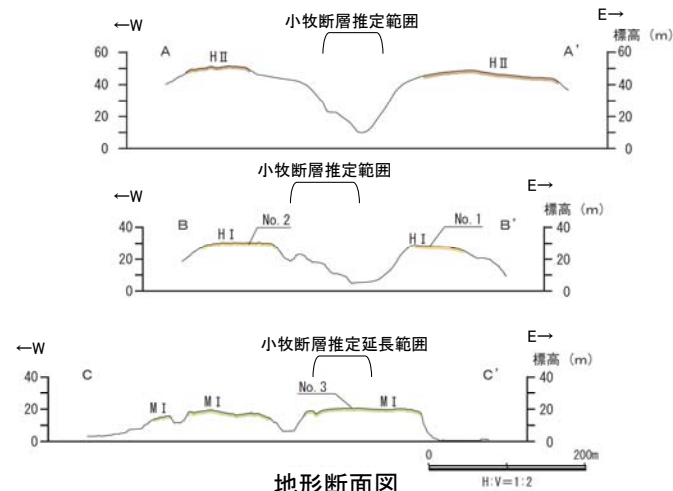 ←W 小牧断層推定範囲 E→
標高 (m)
A HⅡ HⅡ A'
60 60
40 40
20 20
0 0
←W 小牧断層推定範囲 E→
標高 (m)
B HⅠ No.2 HⅠ No.1 B'
40 40
20 20
0 0
←W 小牧断層推定延長範囲 E→
標高 (m)
C MⅠ MⅠ No.3 MⅠ C'
40 40
20 20
0 0
0 200m
H:V=1:2
地形断面図